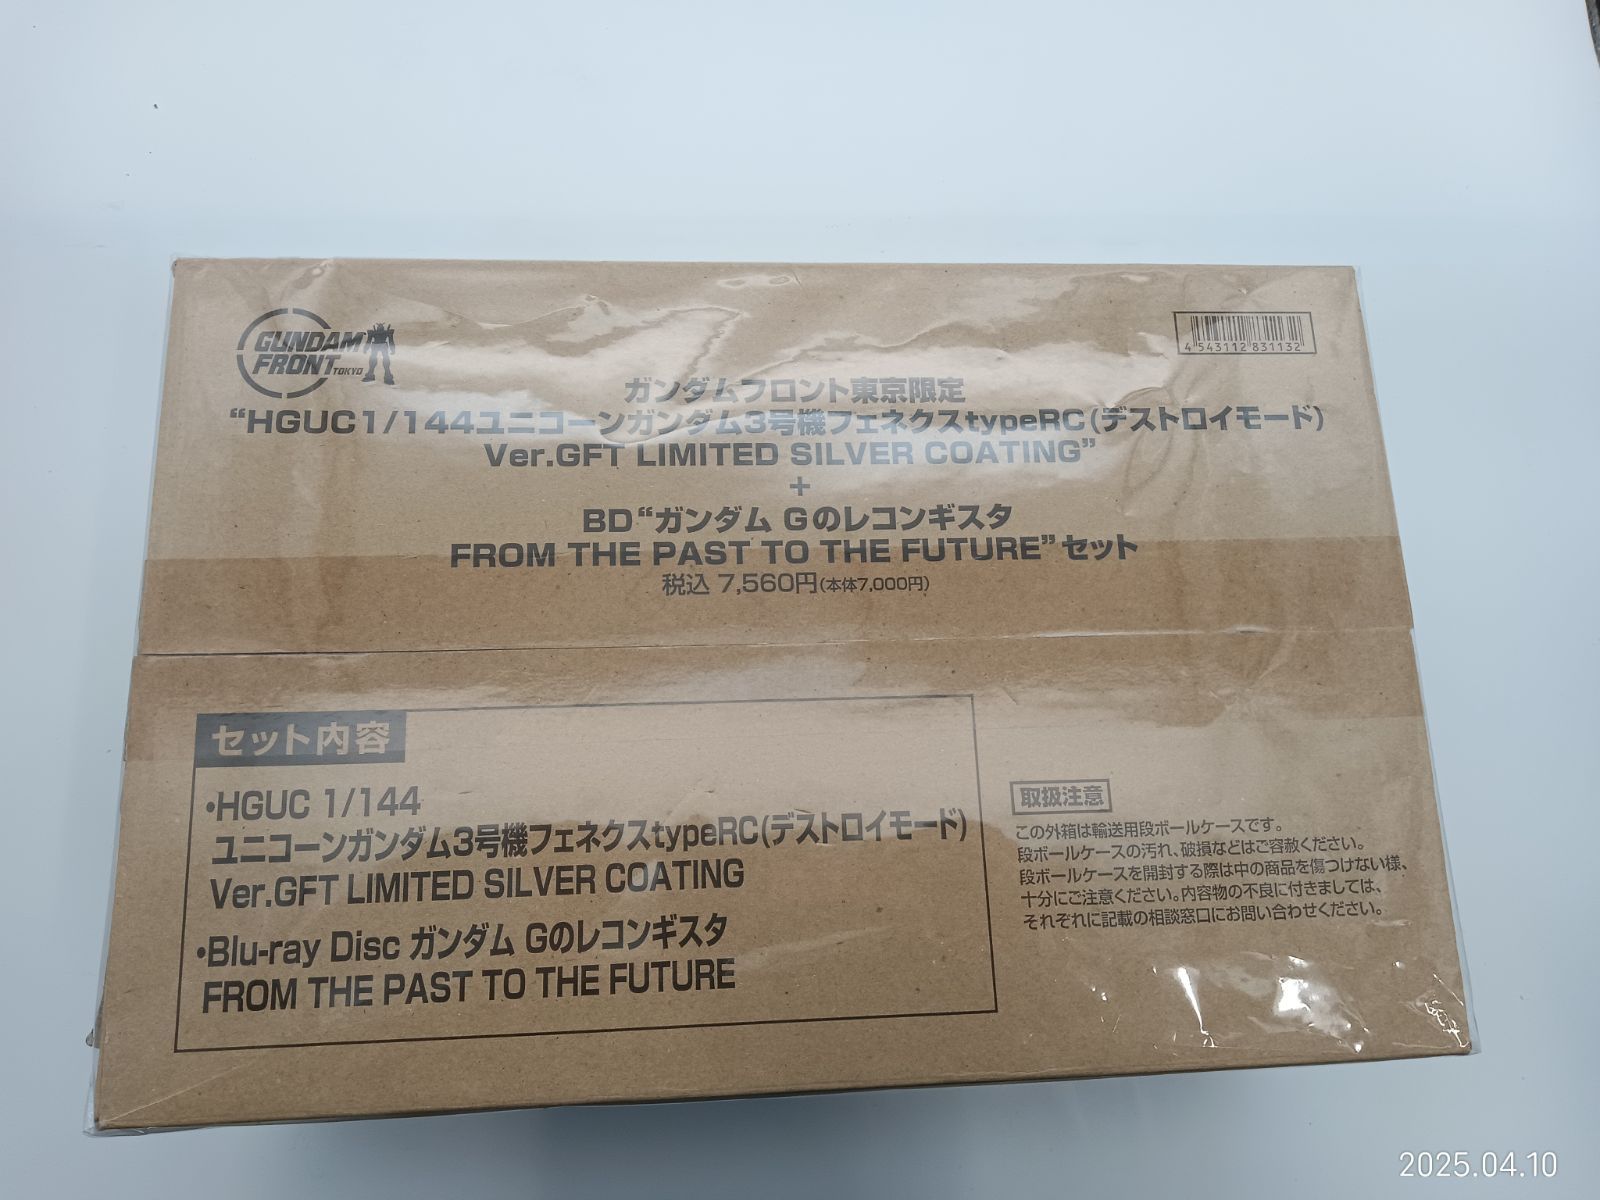 GUNDAM
FRONT TOKYO
4 543112 831132
ガンダムフロント東京限定
“HGUC1/144ユニコーンガンダム3号機フェネクスtypeRC(デストロイモード)
Ver.GFT LIMITED SILVER COATING”
+
BD“ガンダム Gのレコンギスタ
FROM THE PAST TO THE FUTURE”セット
税込 7,560円(本体7,000円)
セット内容
・HGUC 1/144
ユニコーンガンダム3号機フェネクスtypeRC(デストロイモード)
Ver.GFT LIMITED SILVER COATING
・Blu-ray Disc ガンダム Gのレコンギスタ
FROM THE PAST TO THE FUTURE
取扱注意
この外箱は輸送用段ボールケースです。
段ボールケースの汚れ、破損などはご容赦ください。
段ボールケースを開封する際は中の商品を傷つけない様、
十分にご注意ください。内容物の不良に付きましては、
それぞれに記載の相談窓口にお問い合わせください。
2025.04.10